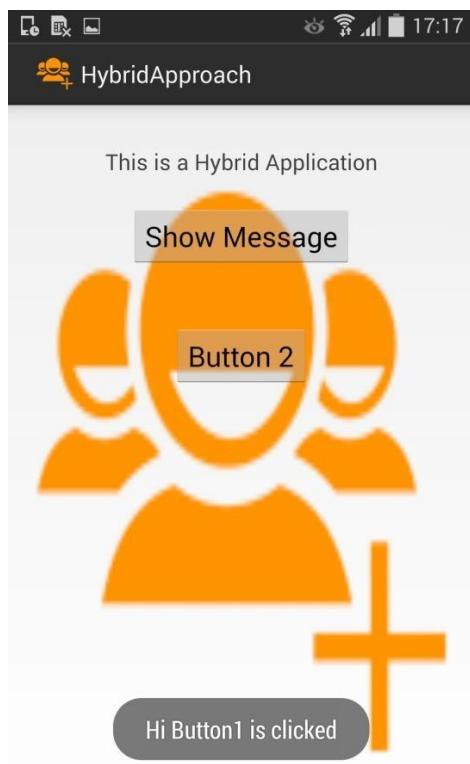 17:17
HybridApproach
This is a Hybrid Application
Show Message
Button 2
Hi Button1 is clicked